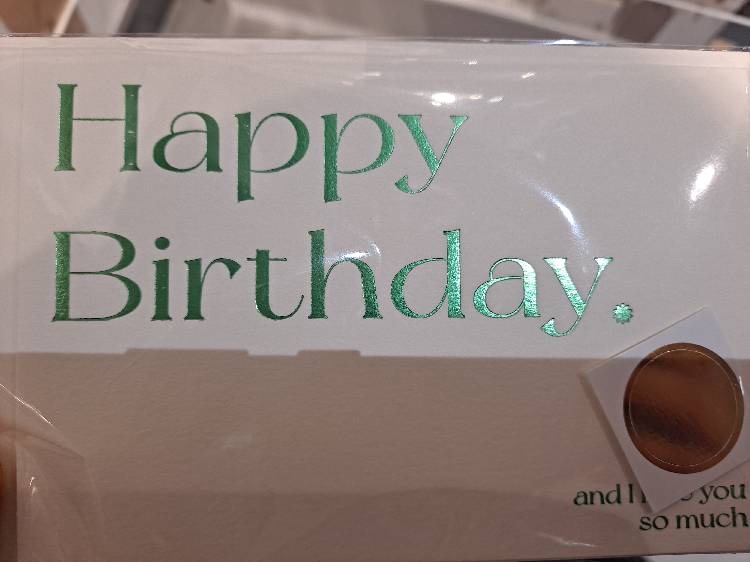 Happy
Birthday.
and I you
so much